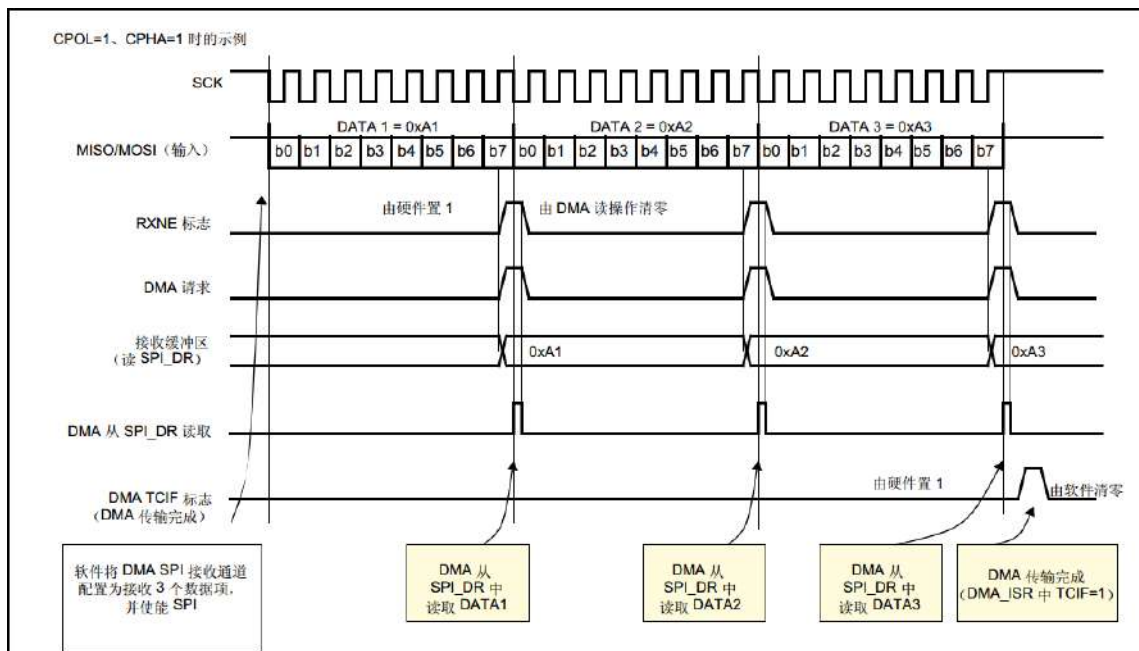 CPOL=1、CPHA=1 时的示例
SCK
DATA 1 = 0xA1 DATA 2 = 0xA2 DATA 3 = 0xA3
MISO/MOSI（输入） b0 b1 b2 b3 b4 b5 b6 b7 b0 b1 b2 b3 b4 b5 b6 b7 b0 b1 b2 b3 b4 b5 b6 b7
由硬件置 1 由 DMA 读操作清零
RXNE 标志
DMA 请求
接收缓冲区
（读 SPI_DR）
0xA1 0xA2 0xA3
DMA 从 SPI_DR 读取
由硬件置 1
DMA TCIF 标志
（DMA 传输完成）
由软件清零
软件将 DMA SPI 接收通道
配置为接收 3 个数据项，
并使能 SPI
DMA 从
SPI_DR 中
读取 DATA1
DMA 从
SPI_DR 中
读取 DATA2
DMA 从
SPI_DR 中
读取 DATA3
DMA 传输完成
（DMA_ISR 中 TCIF=1）